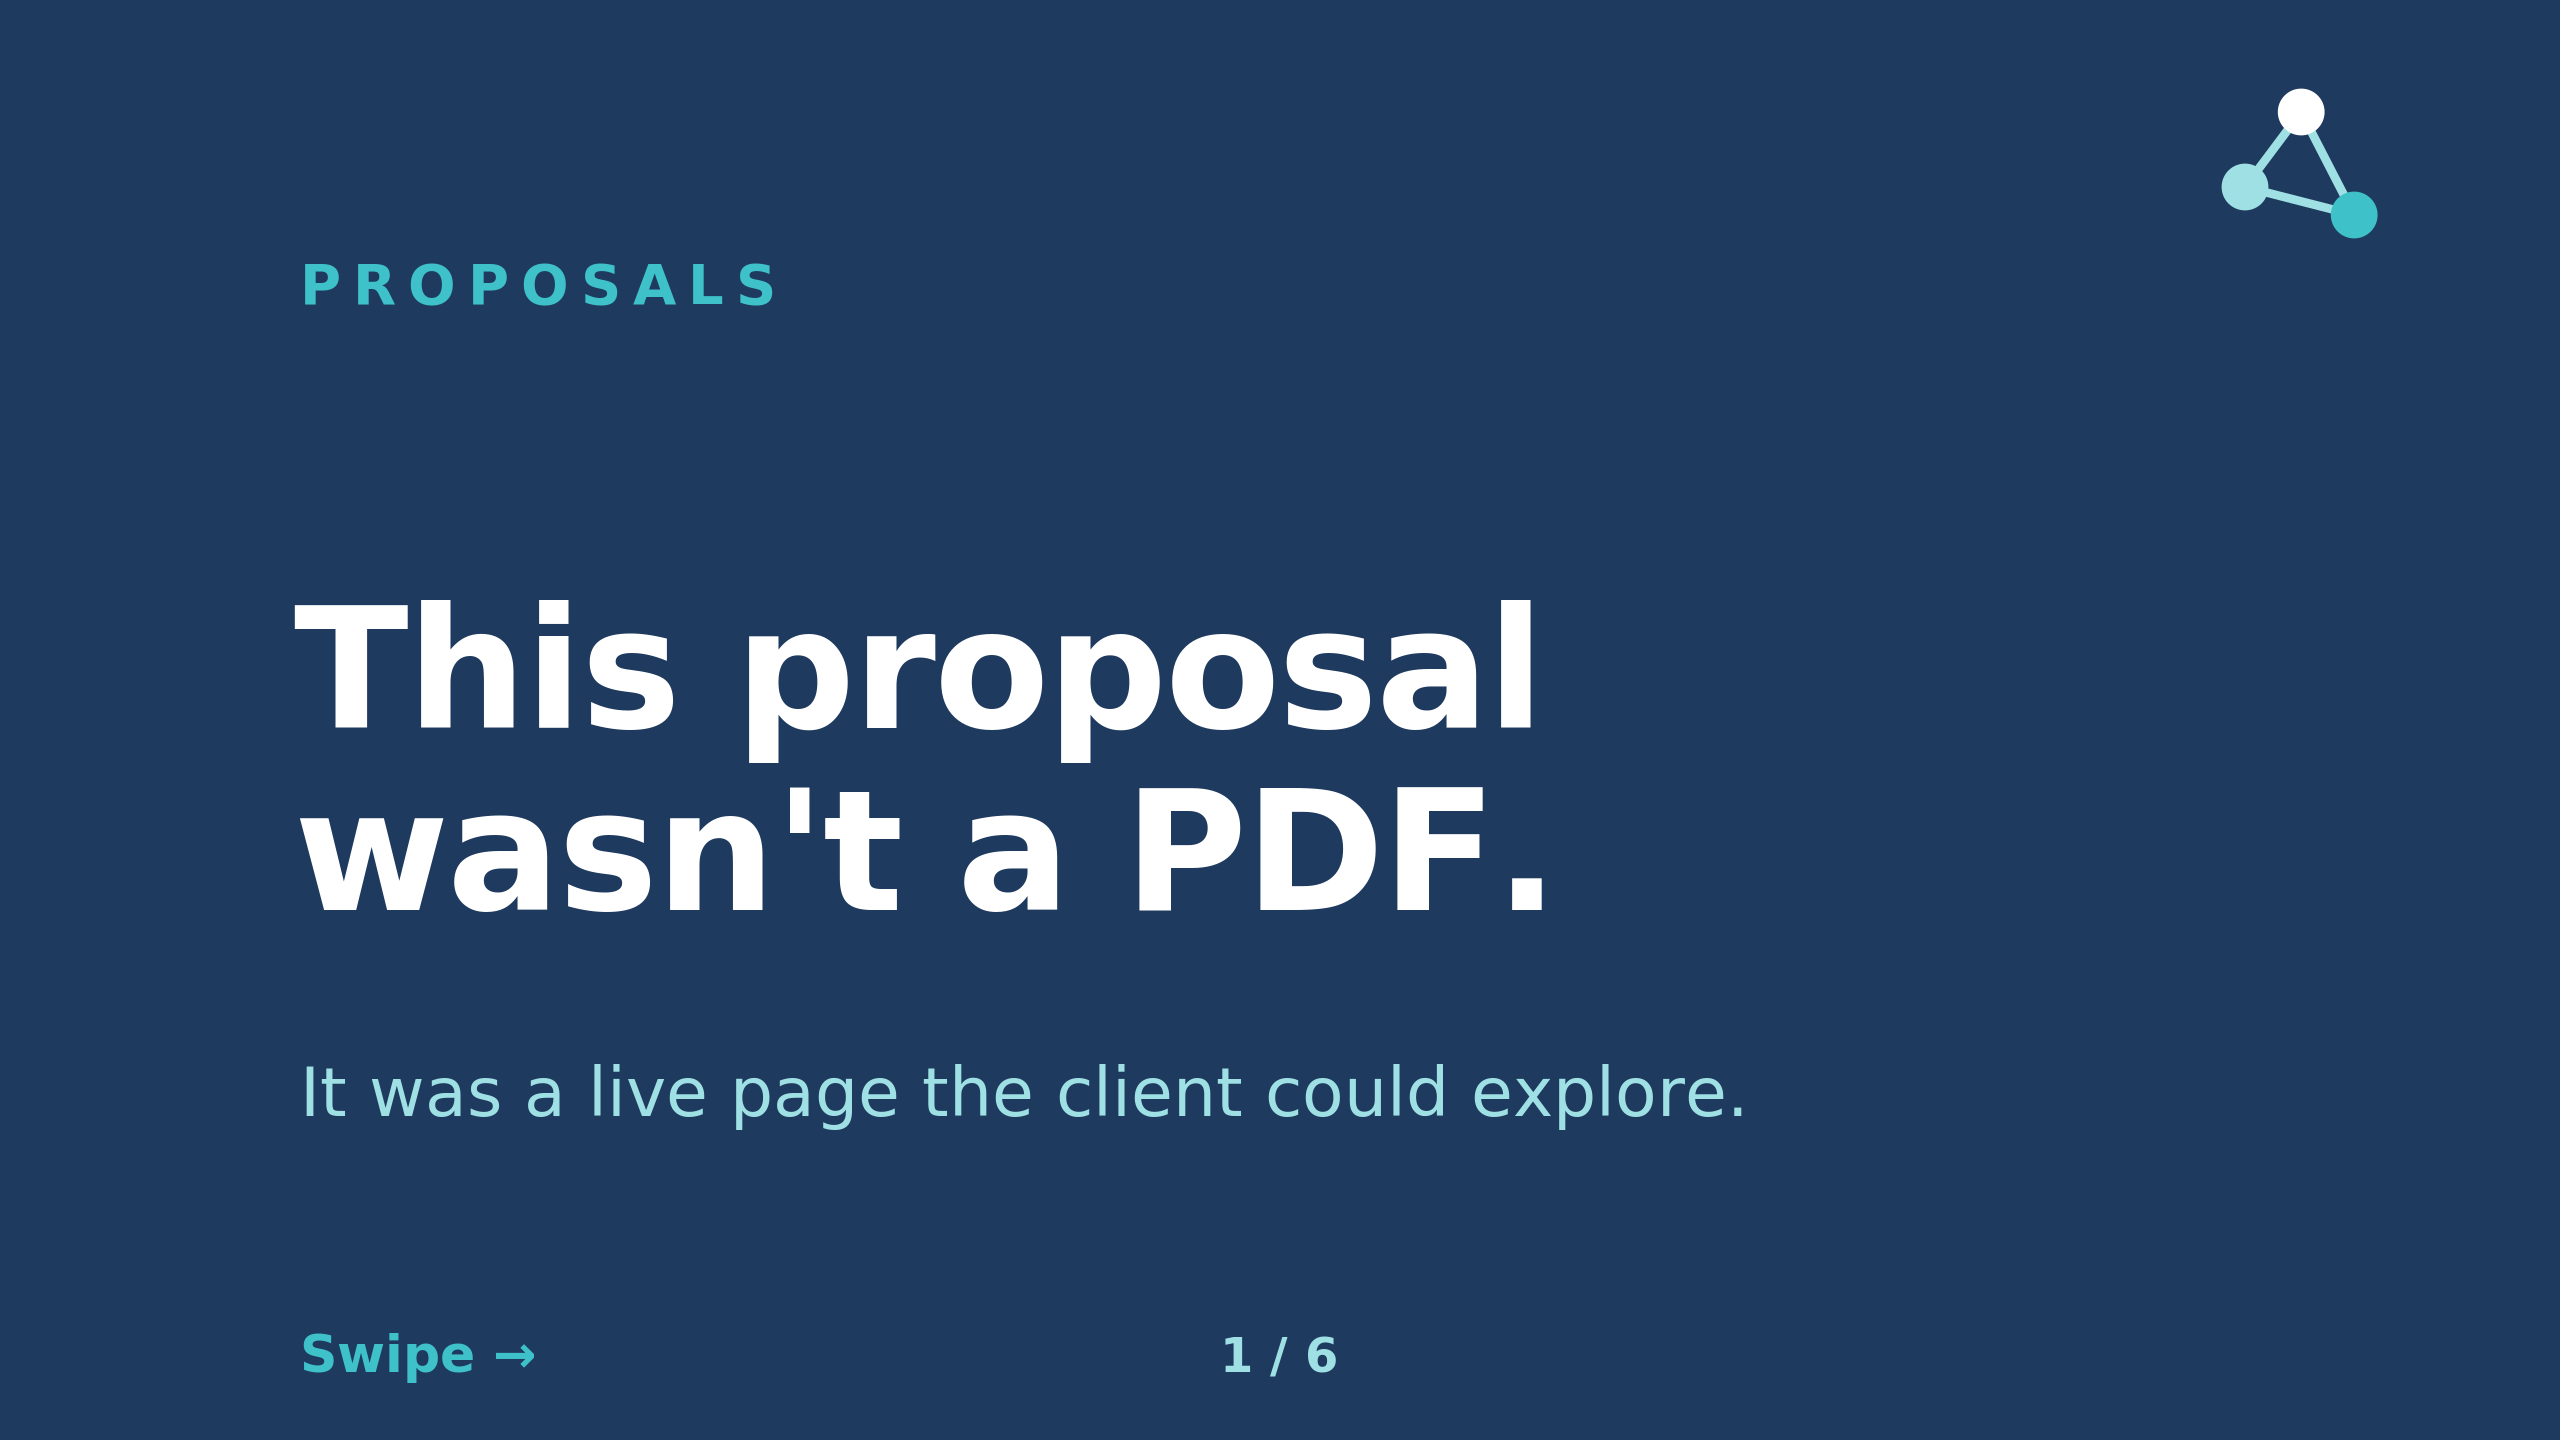 PROPOSALS
This proposal
wasn't a PDF.
It was a live page the client could explore.
Swipe →
1 / 6